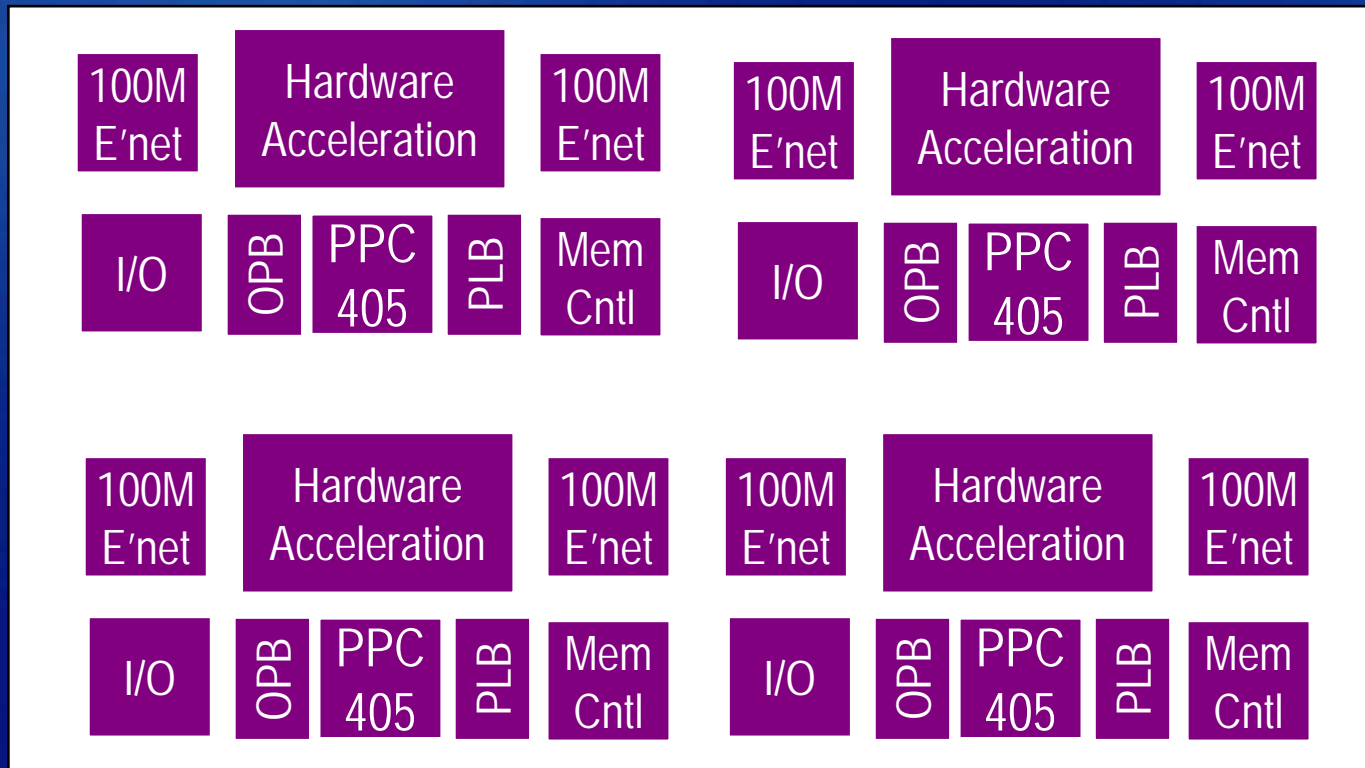 100M
E'net
Hardware
Acceleration
100M
E'net
100M
E'net
Hardware
Acceleration
100M
E'net
I/O
OPB
PPC
405
PLB
Mem
Cntl
I/O
OPB
PPC
405
PLB
Mem
Cntl
100M
E'net
Hardware
Acceleration
100M
E'net
100M
E'net
Hardware
Acceleration
100M
E'net
I/O
OPB
PPC
405
PLB
Mem
Cntl
I/O
OPB
PPC
405
PLB
Mem
Cntl